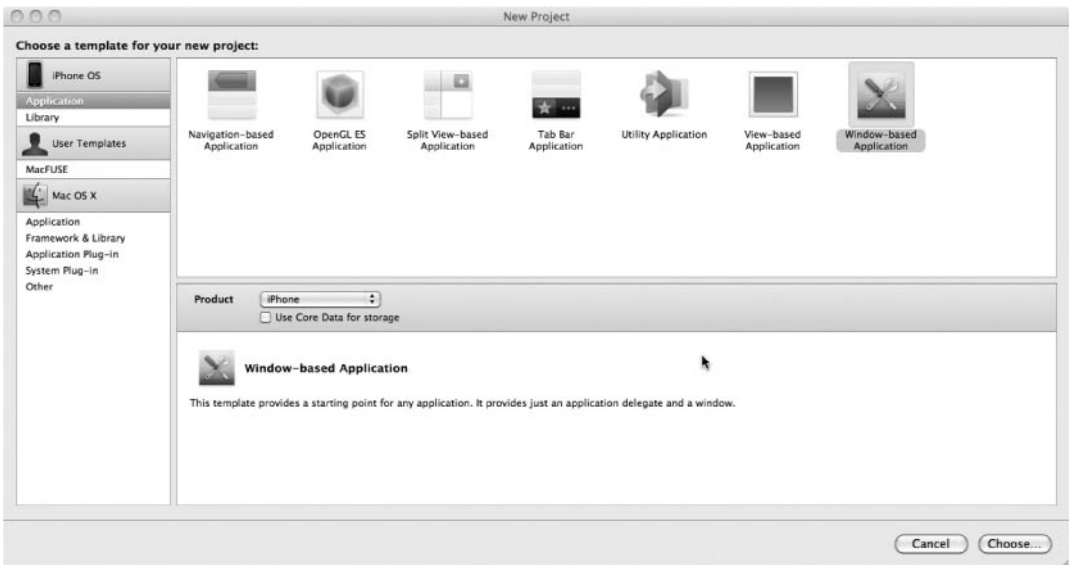 New Project
Choose a template for your new project:
iPhone OS
Application
Library
User Templates
MacFUSE
Mac OS X
Application
Framework & Library
Application Plug-in
System Plug-in
Other
Navigation-based
Application
OpenGL ES
Application
Split View-based
Application
Tab Bar
Application
Utility Application
View-based
Application
Window-based
Application
Product iPhone
Use Core Data for storage
Window-based Application
This template provides a starting point for any application. It provides just an application delegate and a window.
Cancel Choose...